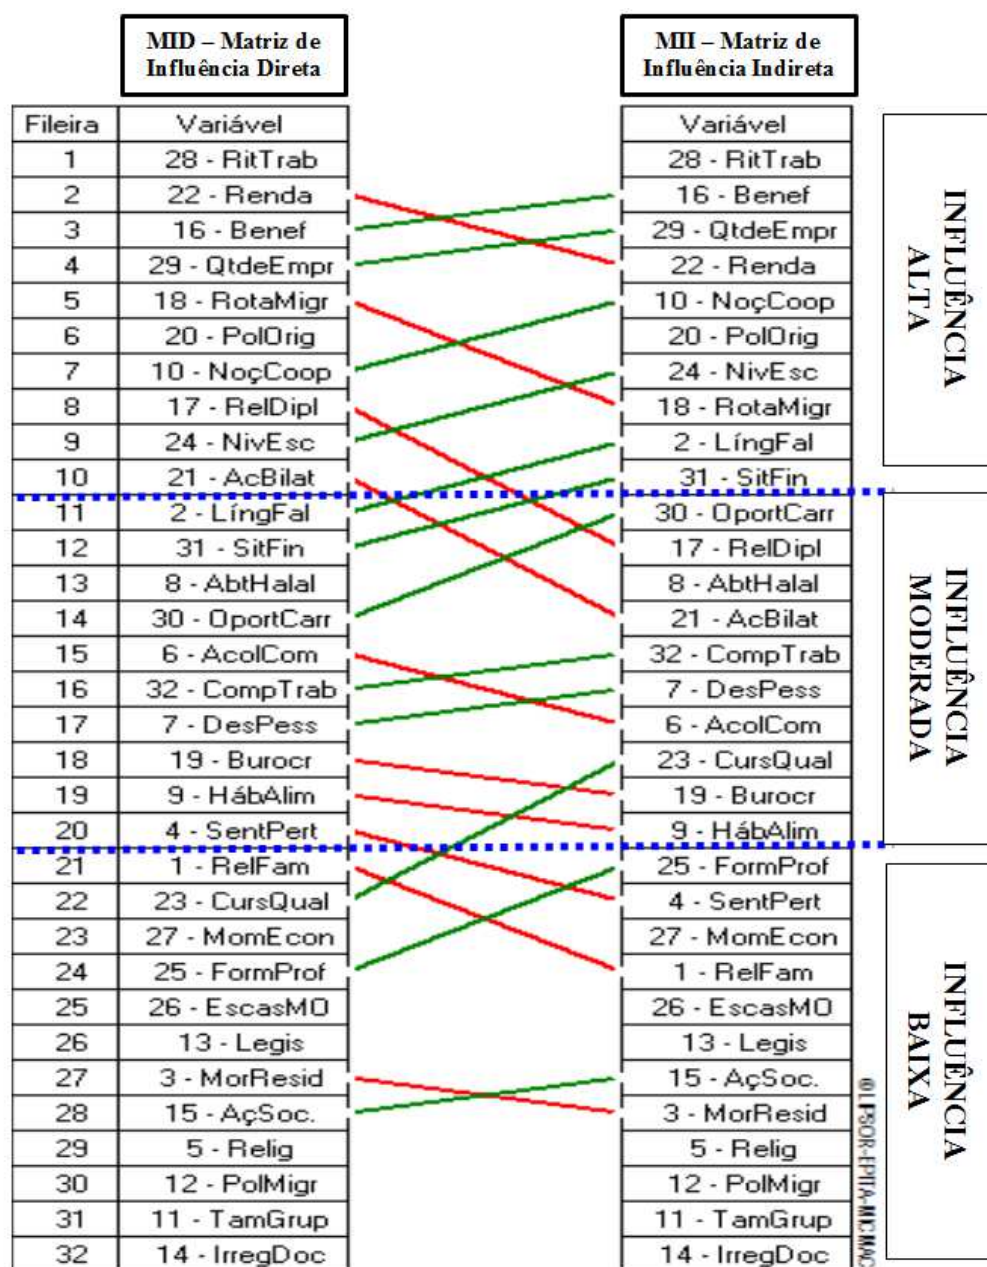 MID – Matriz de
Influência Direta
MII – Matriz de
Influência Indireta
Fileira Variável Variável
1 28 - RitTrab 28 - RitTrab
2 22 - Renda 16 - Benef
3 16 - Benef 29 - QtdeEmpr
4 29 - QtdeEmpr 22 - Renda
5 18 - RotaMigr 10 - NoçCoop
6 20 - PolOrig 20 - PolOrig
7 10 - NoçCoop 24 - NivEsc
8 17 - RelDipl 18 - RotaMigr
9 24 - NivEsc 2 - LíngFal
10 21 - AcBilat 31 - SitFin
11 2 - LíngFal 30 - OportCarr
12 31 - SitFin 17 - RelDipl
13 8 - AbtHalal 8 - AbtHalal
14 30 - OportCarr 21 - AcBilat
15 6 - AcolCom 32 - CompTrab
16 32 - CompTrab 7 - DesPess
17 7 - DesPess 6 - AcolCom
18 19 - Burocr 23 - CursQual
19 9 - HábAlim 19 - Burocr
20 4 - SentPert 9 - HábAlim
21 1 - RelFam 25 - FormProf
22 23 - CursQual 4 - SentPert
23 27 - MomEcon 27 - MomEcon
24 25 - FormProf 1 - RelFam
25 26 - EscasMO 26 - EscasMO
26 13 - Legis 13 - Legis
27 3 - MorResid 15 - AçSoc.
28 15 - AçSoc. 3 - MorResid
29 5 - Relig 5 - Relig
30 12 - PolMigr 12 - PolMigr
31 11 - TamGrup 11 - TamGrup
32 14 - IrregDoc 14 - IrregDoc
INFLUÊNCIA
ALTA
INFLUÊNCIA
MODERADA
INFLUÊNCIA
BAIXA
©LIPSOR-EPITA-MICMAC